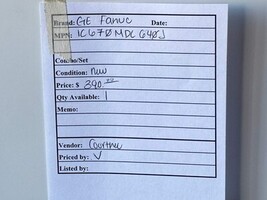 Brand: GE Fanuc Date:
MPN: IC670MDL640J
Combo/Set
Condition: New
Price: $ 390.00
Qty Available: 1
Memo:
Vendor: Courtney
Priced by: V
Listed by: